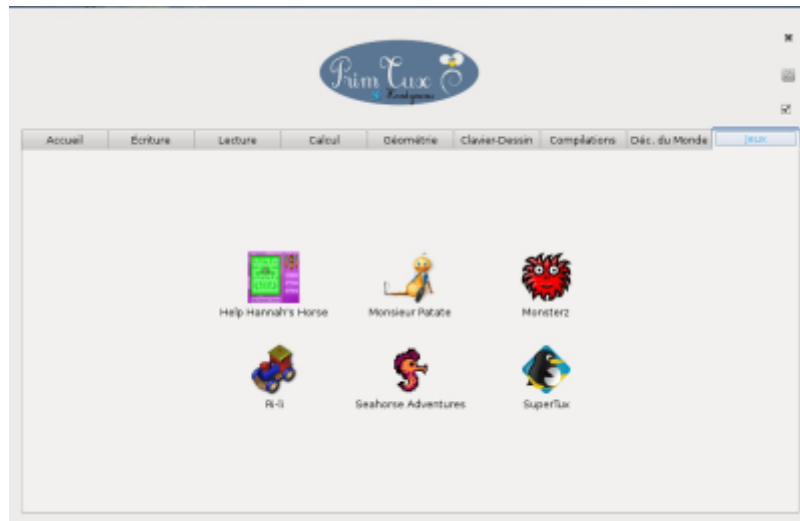 Prim Tux
Accueil Écriture Lecture Calcul Géométrie Clavier-Dessin Compilations Déc. du Monde Jeux
Help Hannah's Horse Monsieur Patate Monsterz
Ri-li Seahorse Adventures SuperTux